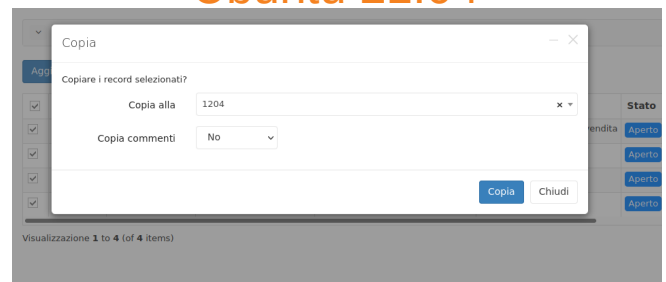 Copia
Copiare i record selezionati?
Copia alla
1204
Copia commenti
No
Copia
Chiudi
Stato
vendita
Aperto
Aperto
Aperto
Aperto
Visualizzazione 1 to 4 (of 4 items)